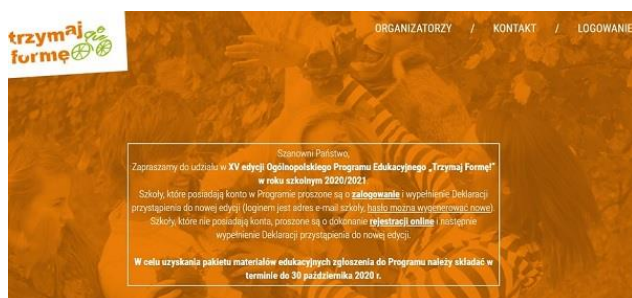 trzymaj
formę
ORGANIZATORZY / KONTAKT / LOGOWANIE
Szanowni Państwo,
Zapraszamy do udziału w XV edycji Ogólnopolskiego Programu Edukacyjnego „Trzymaj Formę!”
w roku szkolnym 2020/2021.
Szkoły, które posiadają konto w Programie proszone są o zalogowanie i wypełnienie Deklaracji
przystąpienia do nowej edycji (loginem jest adres e-mail szkoły, hasło można wygenerować nowe).
Szkoły, które nie posiadają konta, proszone są o dokonanie rejestracji online i następnie
wypełnienie Deklaracji przystąpienia do nowej edycji.
W celu uzyskania pakietu materiałów edukacyjnych zgłoszenia do Programu należy składać w
terminie do 30 października 2020 r.